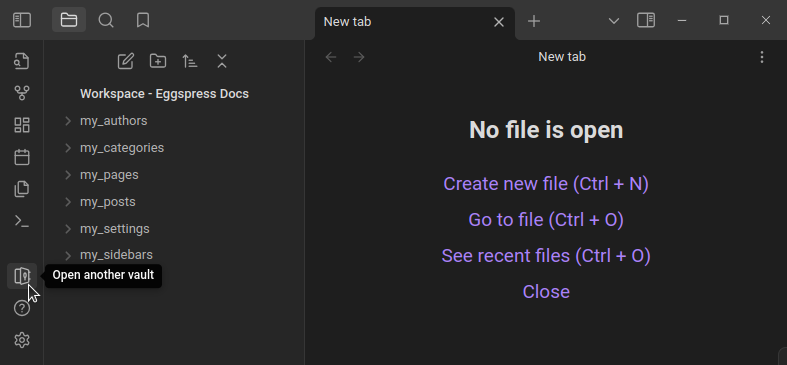 New tab
New tab
Workspace - Eggspress Docs
my_authors
my_categories
my_pages
my_posts
my_settings
my_sidebars
Open another vault
No file is open
Create new file (Ctrl + N)
Go to file (Ctrl + O)
See recent files (Ctrl + O)
Close